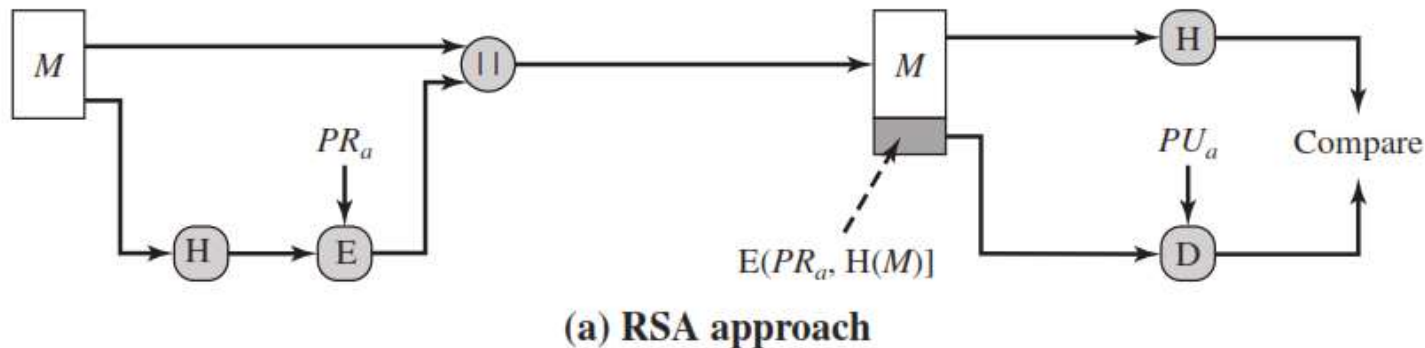 M
||
M
H
PRₐ
PUₐ
Compare
H
E
D
E(PRₐ, H(M)]
(a) RSA approach